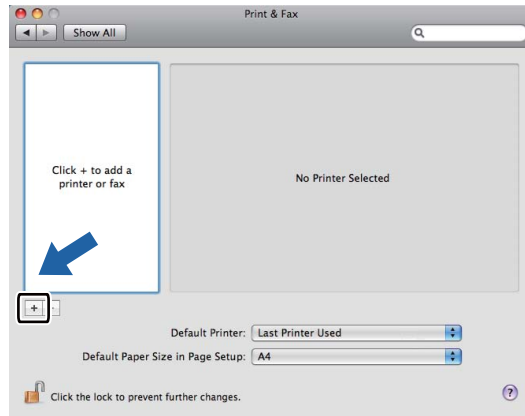 Print & Fax
Show All
Click + to add a
printer or fax
No Printer Selected
+ -
Default Printer: Last Printer Used
Default Paper Size in Page Setup: A4
Click the lock to prevent further changes.
?